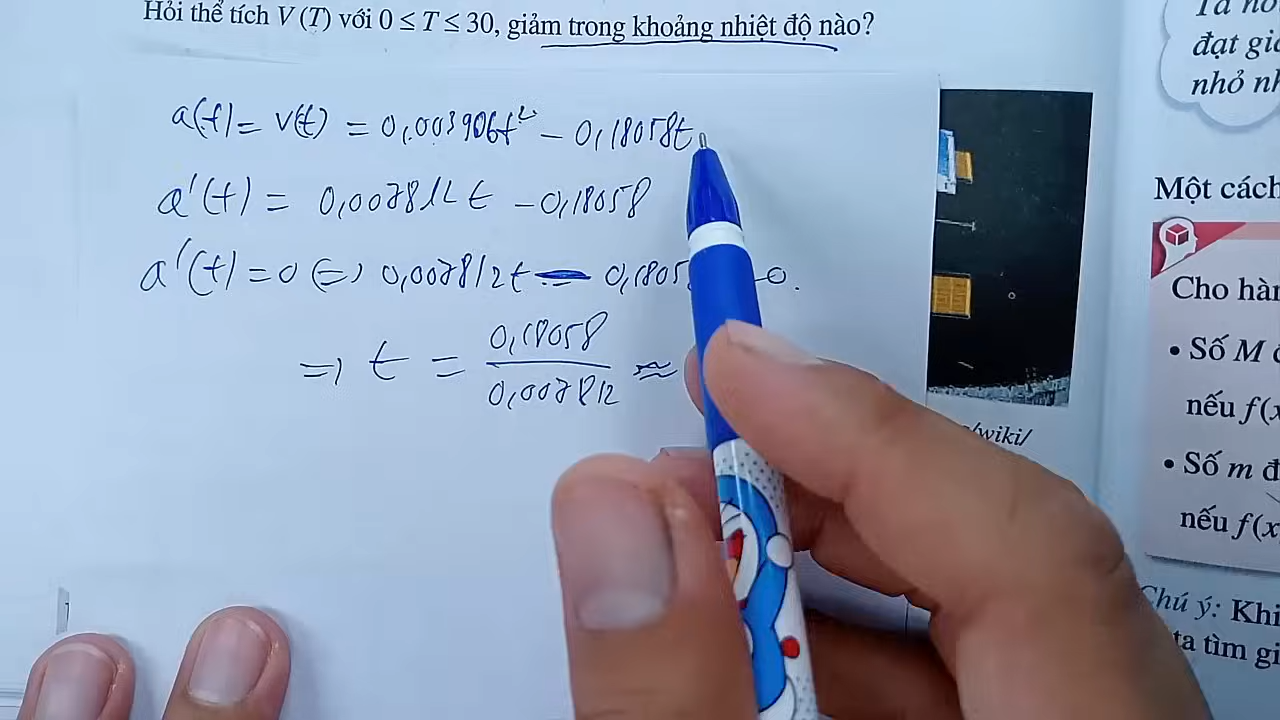 Hỏi thể tích V (T) với 0 ≤ T ≤ 30, giảm trong khoảng nhiệt độ nào?
a(t) = v(t) = 0,003906t² - 0,18058t
a'(t) = 0,007812t - 0,18058
a'(t) = 0 (=) 0,007812t - 0,1805 0.
=> t = 0,18058 / 0,007812 ≈
đạt
nhỏ
Một cách
/wiki/
Cho hàm
• Số M
nếu f(x
• Số m đ
nếu f(x
Chú ý: Khi
ta tìm gi